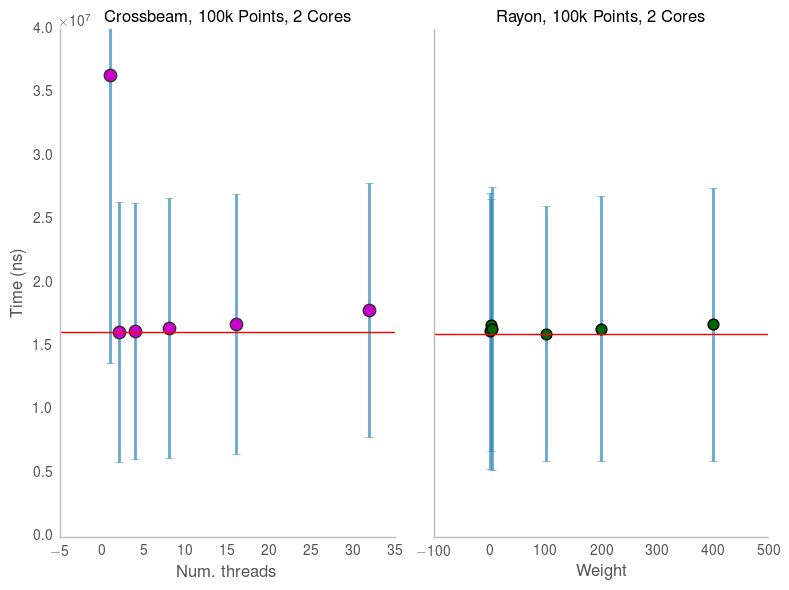 Crossbeam, 100k Points, 2 Cores
Rayon, 100k Points, 2 Cores
×10⁷
4.0
3.5
3.0
2.5
2.0
1.5
1.0
0.5
0.0
Time (ns)
−5 0 5 10 15 20 25 30 35
Num. threads
−100 0 100 200 300 400 500
Weight